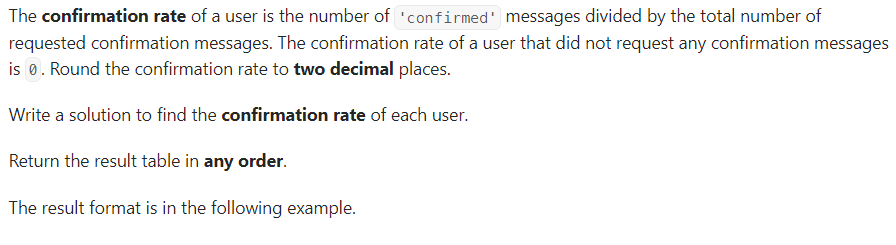 The confirmation rate of a user is the number of 'confirmed' messages divided by the total number of
requested confirmation messages. The confirmation rate of a user that did not request any confirmation messages
is 0. Round the confirmation rate to two decimal places.
Write a solution to find the confirmation rate of each user.
Return the result table in any order.
The result format is in the following example.